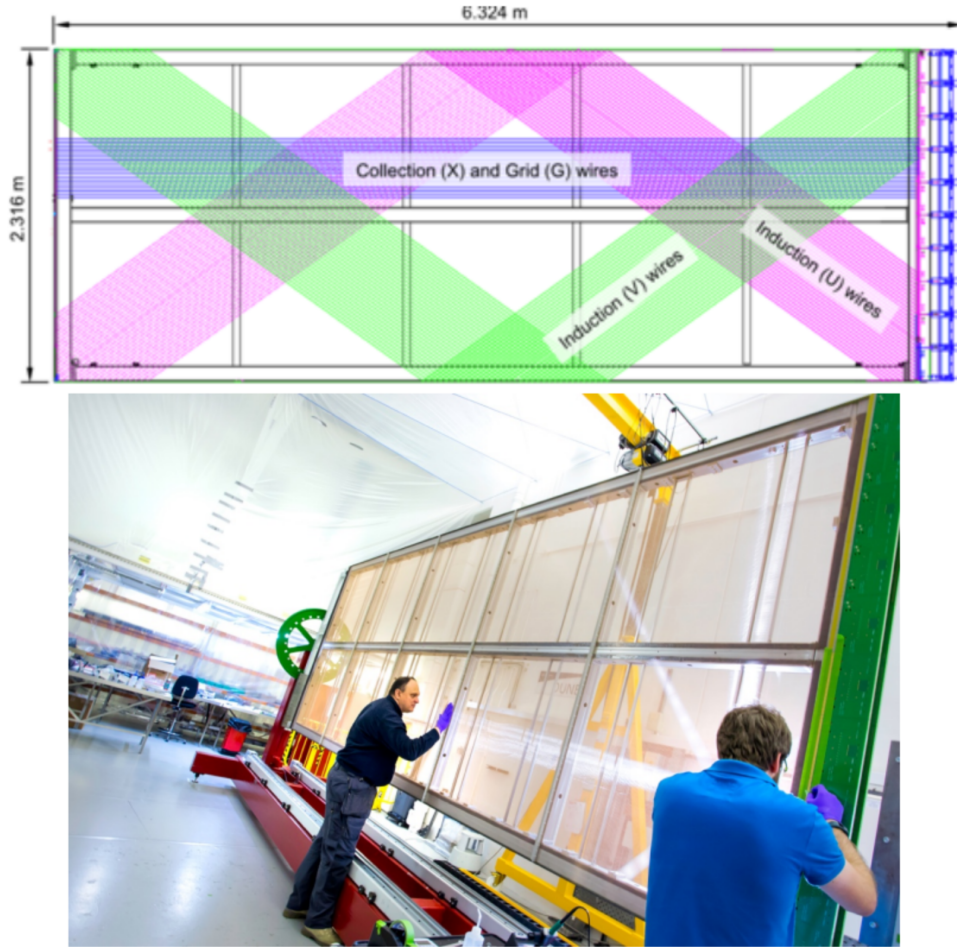 6.324 m
2.316 m
Collection (X) and Grid (G) wires
Induction (V) wires
Induction (U) wires